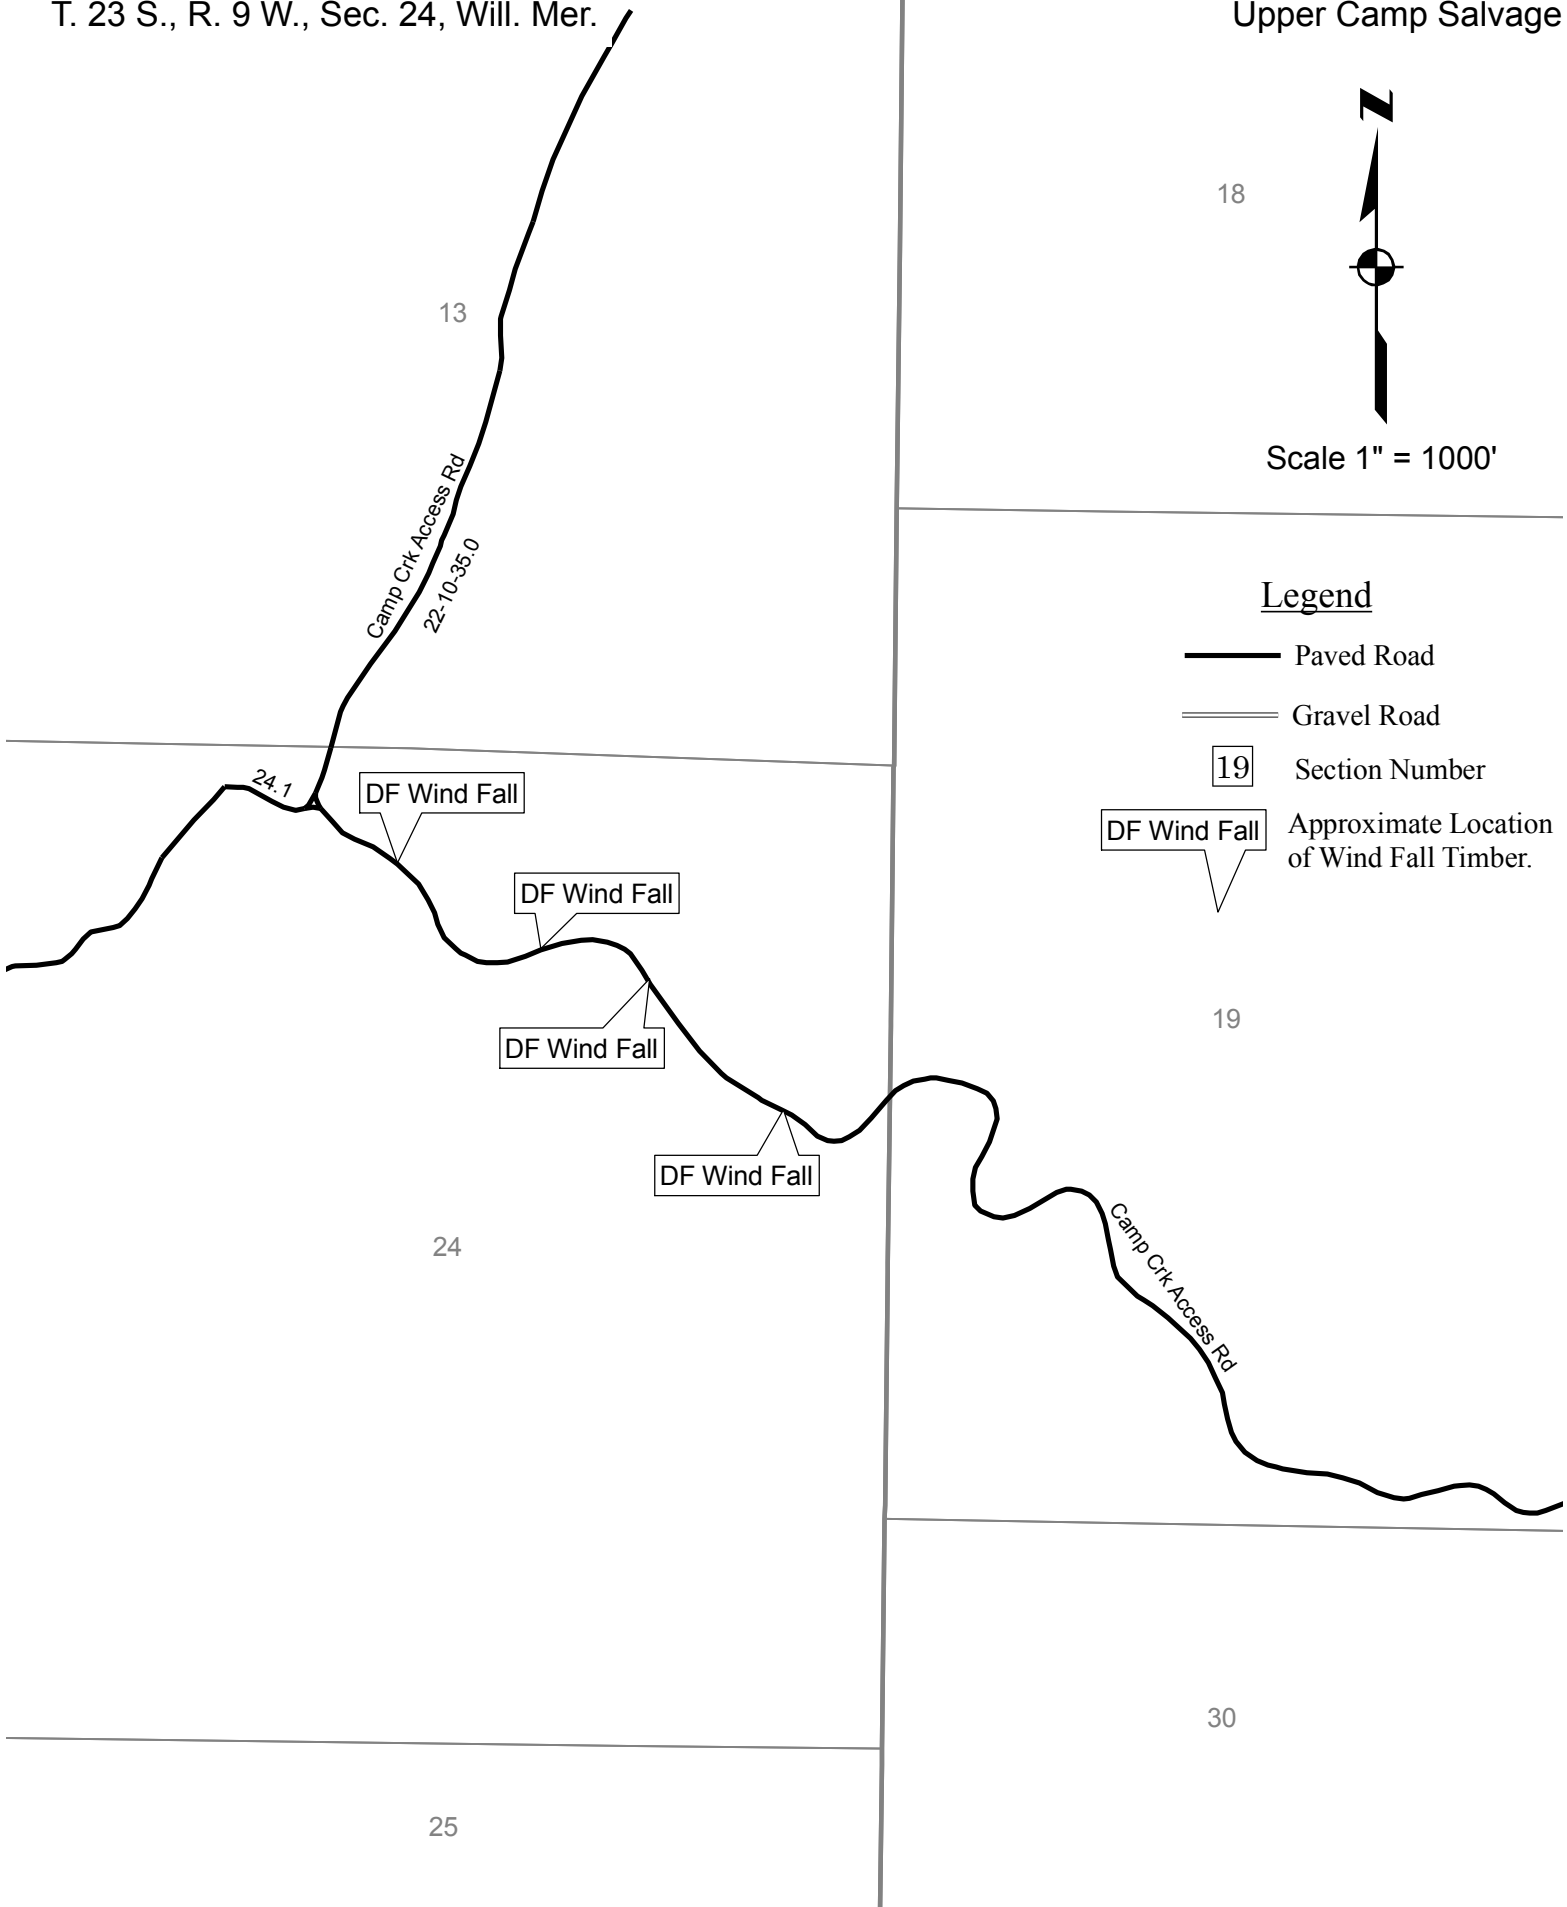 T. 23 S., R. 9 W., Sec. 24, Will. Mer.
Upper Camp Salvage
N
18
13
Scale 1" = 1000'
Camp Crk Access Rd
22-10-35.0
Legend
Paved Road
Gravel Road
19 Section Number
DF Wind Fall
Approximate Location
of Wind Fall Timber.
24.1
DF Wind Fall
DF Wind Fall
DF Wind Fall
DF Wind Fall
19
Camp Crk Access Rd
24
30
25